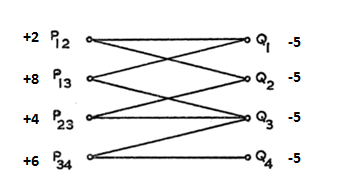 +2 P12 Q1 -5
+8 P13 Q2 -5
+4 P23 Q3 -5
+6 P34 Q4 -5